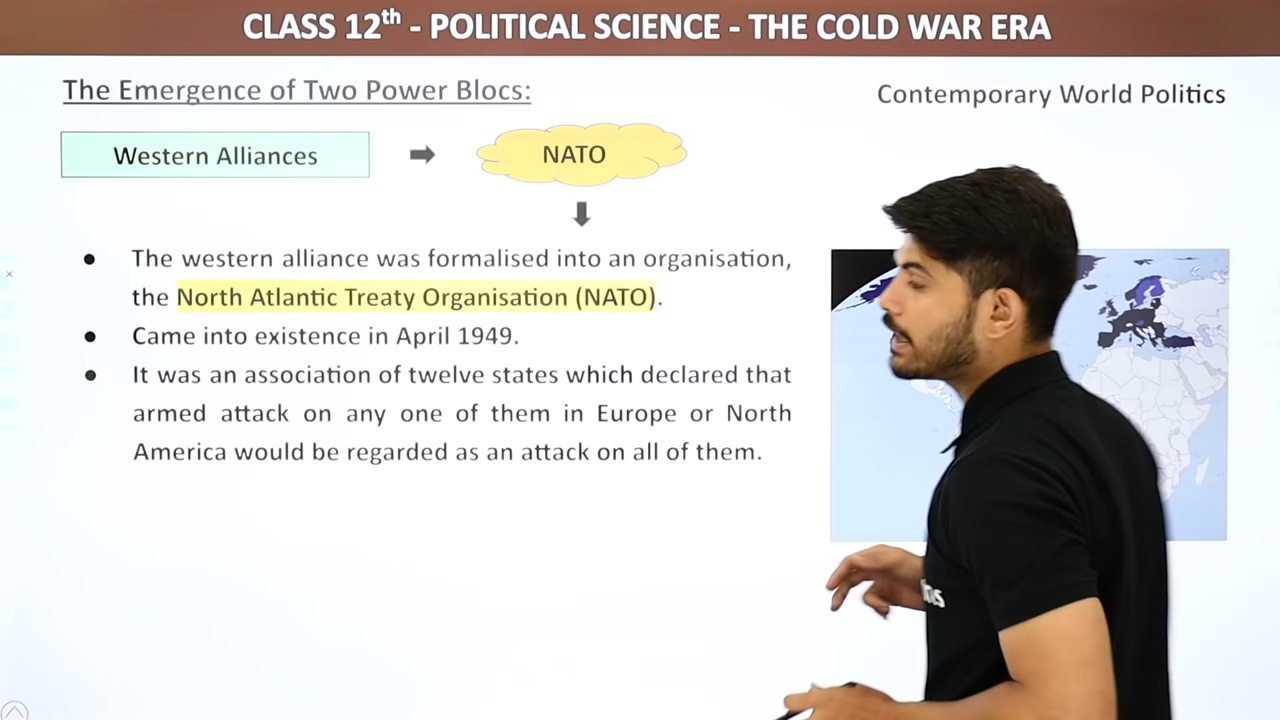 CLASS 12th - POLITICAL SCIENCE - THE COLD WAR ERA
The Emergence of Two Power Blocs:
Contemporary World Politics
Western Alliances
NATO
● The western alliance was formalised into an organisation,
the North Atlantic Treaty Organisation (NATO).
● Came into existence in April 1949.
● It was an association of twelve states which declared that
armed attack on any one of them in Europe or North
America would be regarded as an attack on all of them.